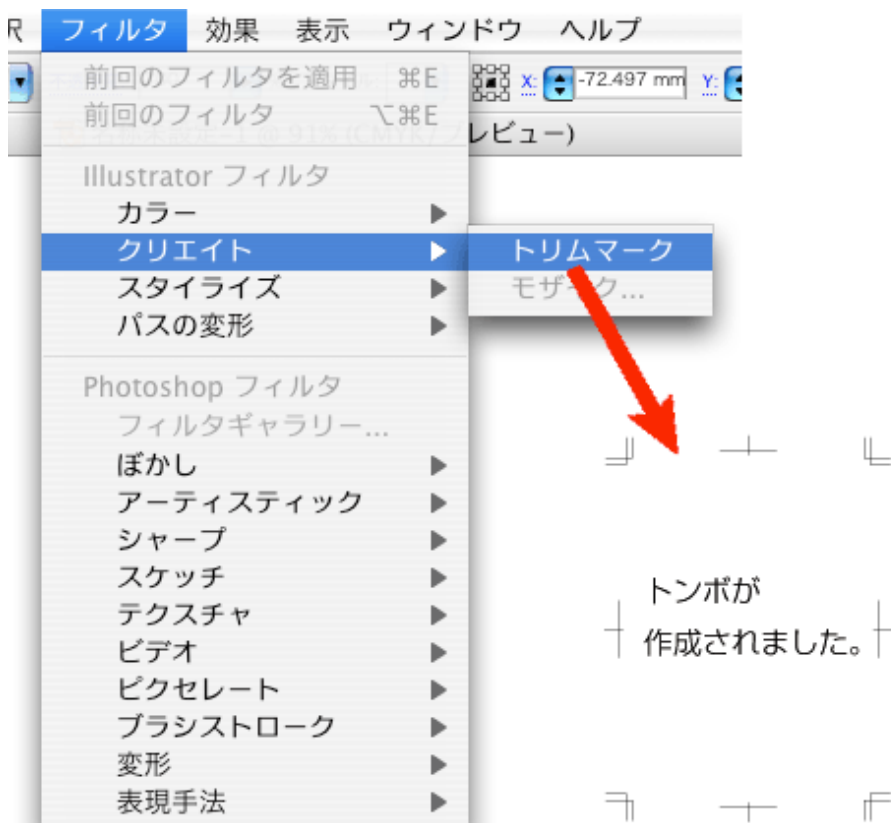 択 フィルタ 効果 表示 ウィンドウ ヘルプ
前回のフィルタを適用 ⌘E
X: -72.497 mm Y:
前回のフィルタ ⌥⌘E
プレビュー)
Illustrator フィルタ
カラー
クリエイト
トリムマーク
スタイライズ
モザイク...
パスの変形
Photoshop フィルタ
フィルタギャラリー...
ぼかし
アーティスティック
シャープ
スケッチ
テクスチャ
ビデオ
ピクセレート
ブラシストローク
変形
表現手法
トンボが
作成されました。